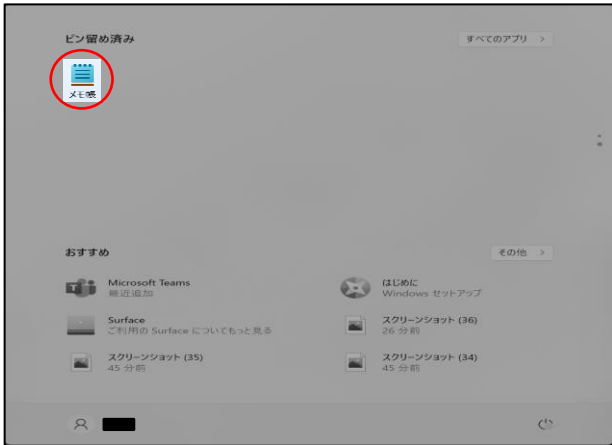 ピン留め済み
すべてのアプリ >
メモ帳
おすすめ
その他 >
Microsoft Teams
最近追加
はじめに
Windows セットアップ
Surface
ご利用の Surface についてもっと見る
スクリーンショット (36)
26 分前
スクリーンショット (35)
45 分前
スクリーンショット (34)
45 分前